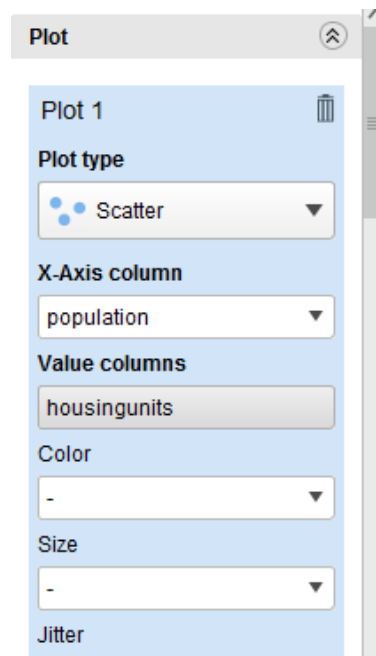 Plot
Plot 1
Plot type
Scatter
X-Axis column
population
Value columns
housingunits
Color
-
Size
-
Jitter